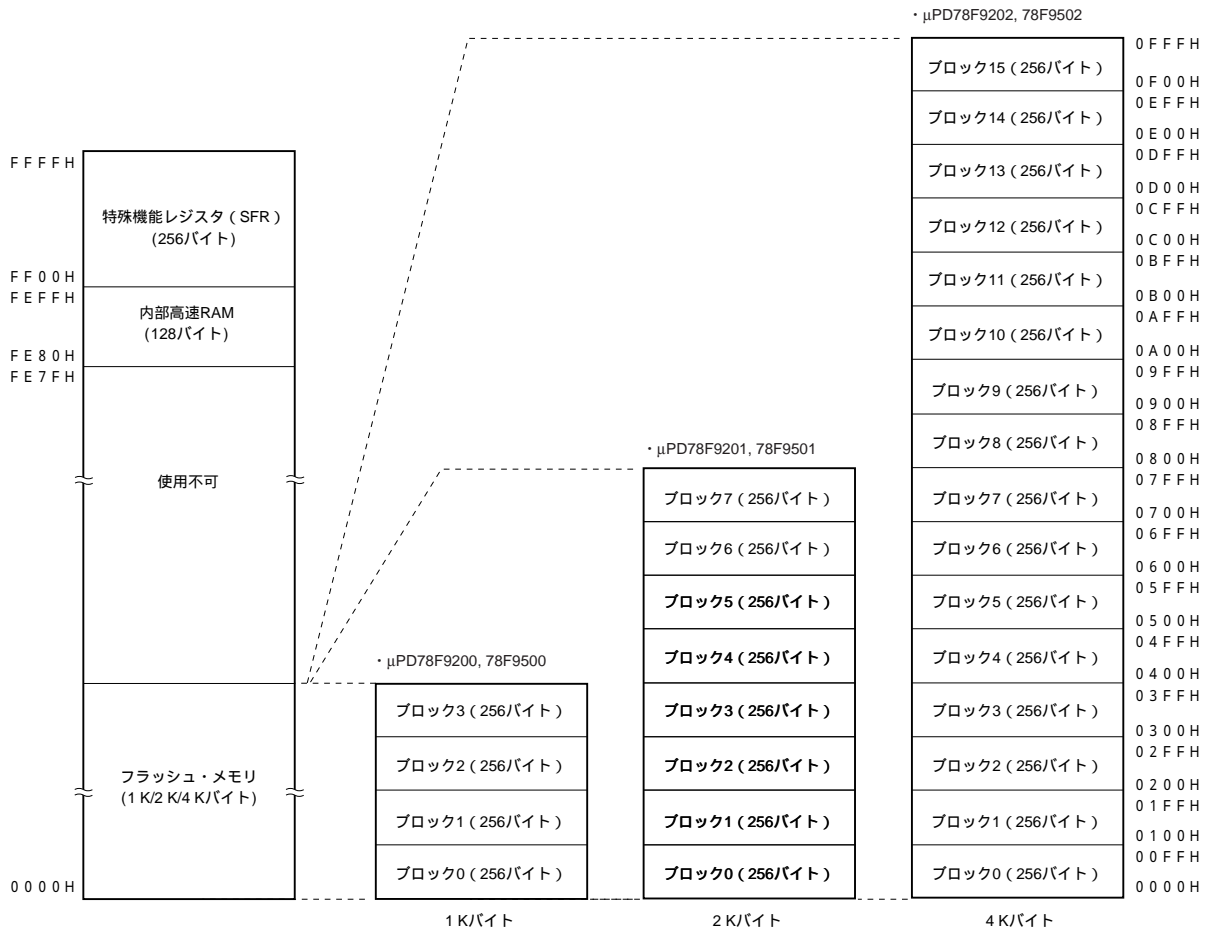 ・μPD78F9202, 78F9502
0FFFH
ブロック15（256バイト）
0F00H
0EFFH
ブロック14（256バイト）
0E00H
0DFFH
ブロック13（256バイト）
0D00H
0CFFH
ブロック12（256バイト）
0C00H
0BFFH
ブロック11（256バイト）
0B00H
0AFFH
ブロック10（256バイト）
0A00H
09FFH
ブロック9（256バイト）
0900H
08FFH
ブロック8（256バイト）
0800H
07FFH
ブロック7（256バイト）
0700H
06FFH
ブロック6（256バイト）
0600H
05FFH
ブロック5（256バイト）
0500H
04FFH
ブロック4（256バイト）
0400H
03FFH
ブロック3（256バイト）
0300H
02FFH
ブロック2（256バイト）
0200H
01FFH
ブロック1（256バイト）
0100H
00FFH
ブロック0（256バイト）
0000H
4 Kバイト
FFFFH
特殊機能レジスタ（SFR）
(256バイト)
FF00H
FEFFH
内部高速RAM
(128バイト)
FE80H
FE7FH
使用不可
フラッシュ・メモリ
(1 K/2 K/4 Kバイト)
0000H
・μPD78F9200, 78F9500
ブロック3（256バイト）
ブロック2（256バイト）
ブロック1（256バイト）
ブロック0（256バイト）
1 Kバイト
・μPD78F9201, 78F9501
ブロック7（256バイト）
ブロック6（256バイト）
ブロック5（256バイト）
ブロック4（256バイト）
ブロック3（256バイト）
ブロック2（256バイト）
ブロック1（256バイト）
ブロック0（256バイト）
2 Kバイト